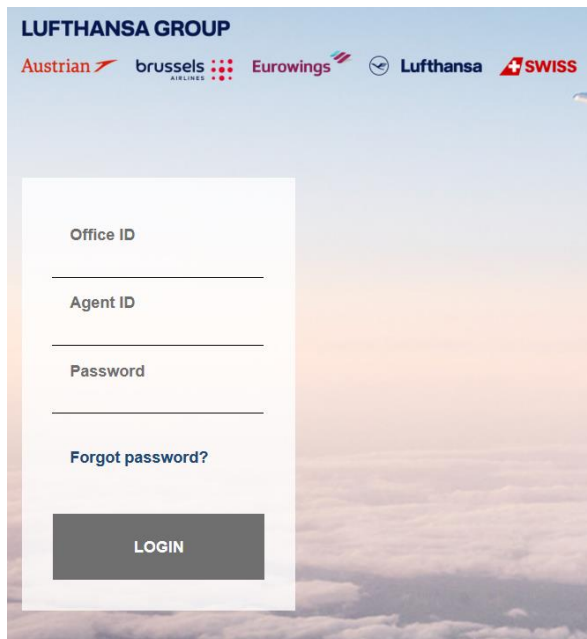 LUFTHANSA GROUP
Austrian brussels AIRLINES Eurowings Lufthansa SWISS
Office ID
Agent ID
Password
Forgot password?
LOGIN